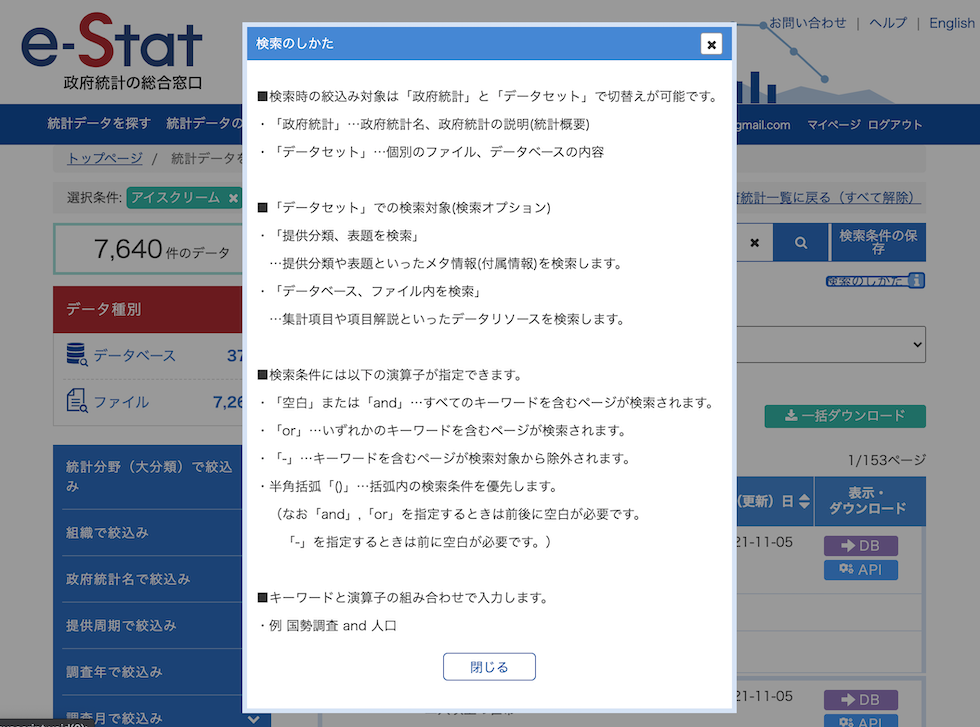 e-Stat
政府統計の総合窓口
お問い合わせ | ヘルプ | English
統計データを探す 統計データの
gmail.com マイページ ログアウト
トップページ / 統計データを
選択条件: アイスクリーム ×
府統計一覧に戻る（すべて解除）
7,640 件のデータ
検索条件の保
存
検索のしかた
データ種別
データベース 37
ファイル 7,26
一括ダウンロード
1/153ページ
統計分野（大分類）で絞込
み
組織で絞込み
政府統計名で絞込み
提供周期で絞込み
調査年で絞込み
調査月で絞込み
（更新）日
表示・
ダウンロード
21-11-05
DB
API
21-11-05
DB
API
検索のしかた
■検索時の絞込み対象は「政府統計」と「データセット」で切替えが可能です。
・「政府統計」…政府統計名、政府統計の説明(統計概要)
・「データセット」…個別のファイル、データベースの内容
■「データセット」での検索対象(検索オプション)
・「提供分類、表題を検索」
…提供分類や表題といったメタ情報(付属情報)を検索します。
・「データベース、ファイル内を検索」
…集計項目や項目解説といったデータリソースを検索します。
■検索条件には以下の演算子が指定できます。
・「空白」または「and」…すべてのキーワードを含むページが検索されます。
・「or」…いずれかのキーワードを含むページが検索されます。
・「-」…キーワードを含むページが検索対象から除外されます。
・半角括弧「()」…括弧内の検索条件を優先します。
（なお「and」,「or」を指定するときは前後に空白が必要です。
「-」を指定するときは前に空白が必要です。）
■キーワードと演算子の組み合わせで入力します。
・例 国勢調査 and 人口
閉じる